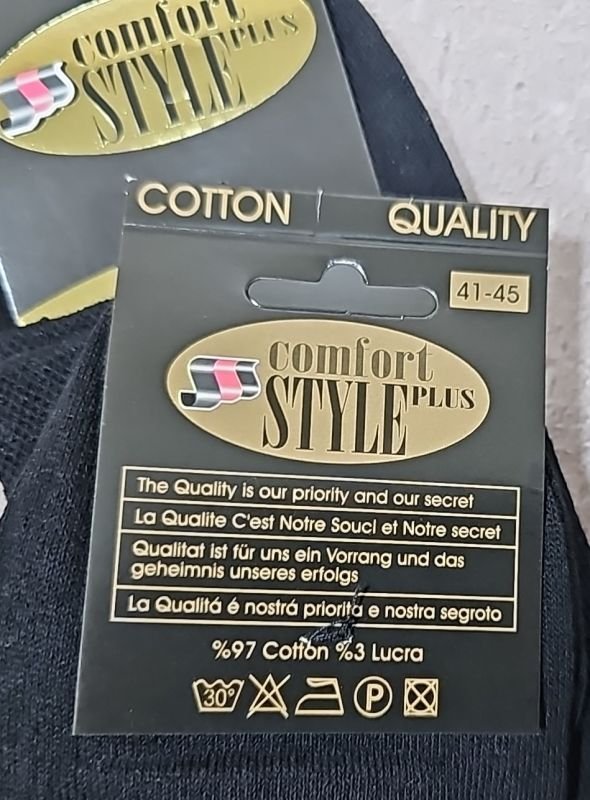 comfort
STYLE PLUS
COTTON QUALITY
41-45
comfort
STYLE PLUS
The Quality is our priority and our secret
La Qualite C'est Notre Soucl et Notre secret
Qualitat ist für uns ein Vorrang und das
geheimnis unseres erfolgs
La Qualitá é nostrá prioritá e nostra segroto
%97 Cotton %3 Lucra
30° P